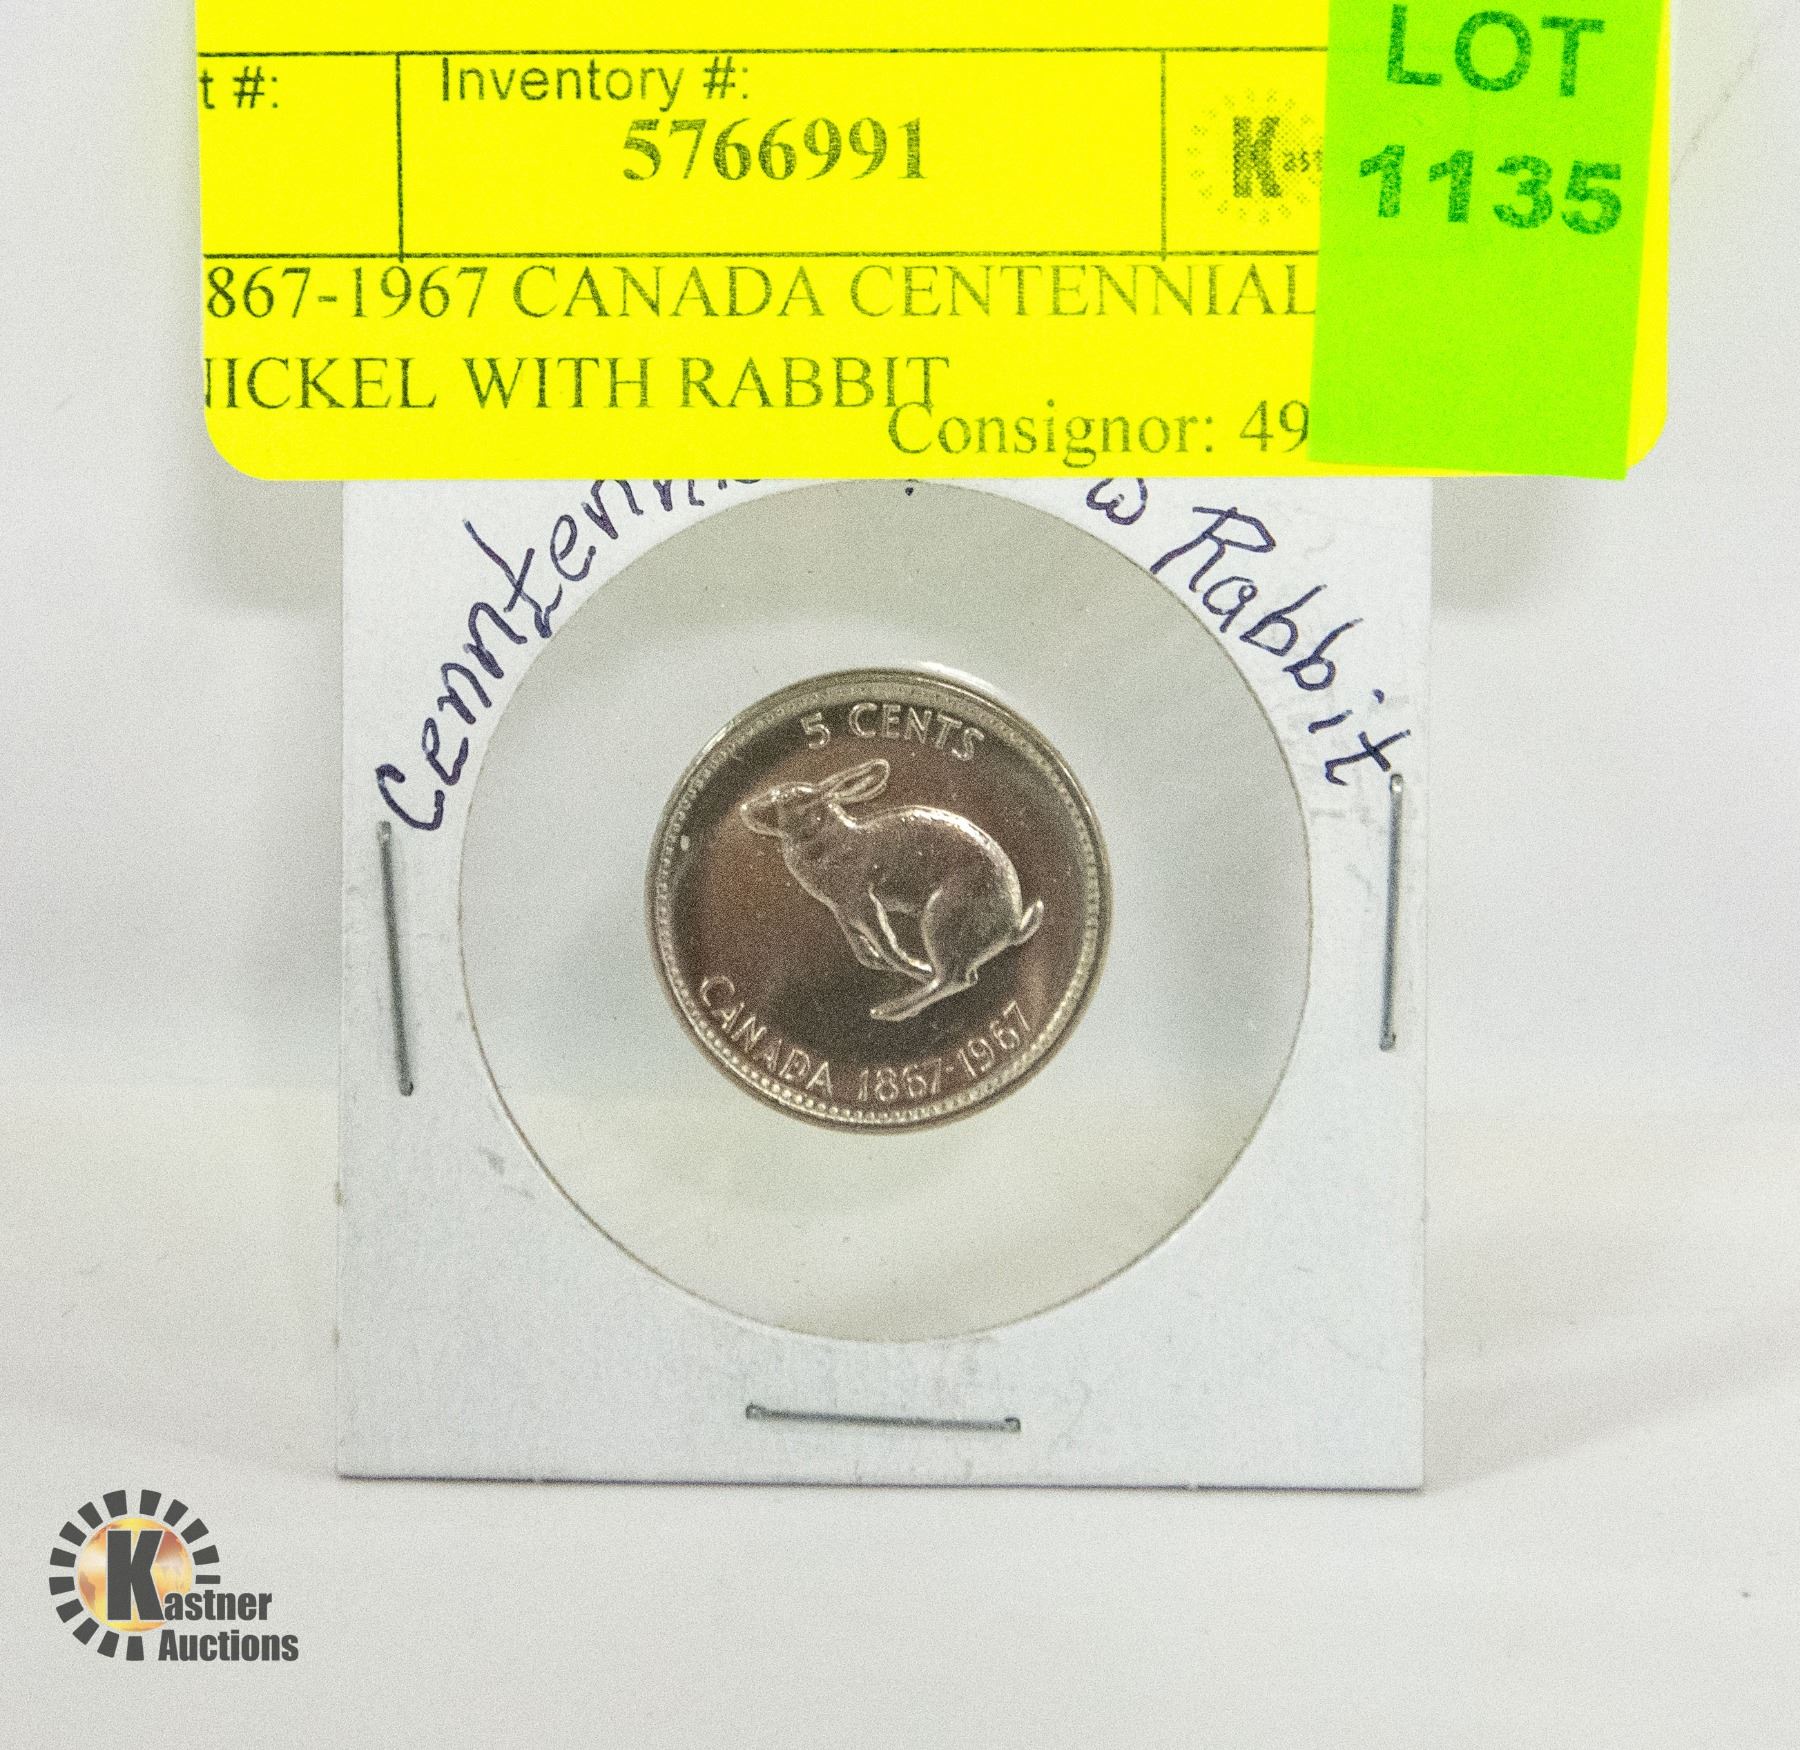 t #:
Inventory #:
5766991
Kast
LOT
1135
867-1967 CANADA CENTENNIAL
NICKEL WITH RABBIT
Consignor: 49
w Rabbit
5 CENTS
CANADA 1867-1967
Kastner
Auctions